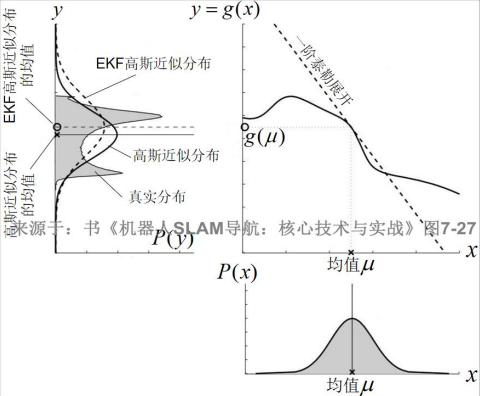 y
y = g(x)
EKF高斯近似分布
的均值
EKF高斯近似分布
一阶泰勒展开
g(μ)
高斯近似分布
高斯近似分布
的均值
真实分布
来源于：书《机器人SLAM导航：核心技术与实战》图7-27
P(y)
x
均值μ
P(x)
x
均值μ